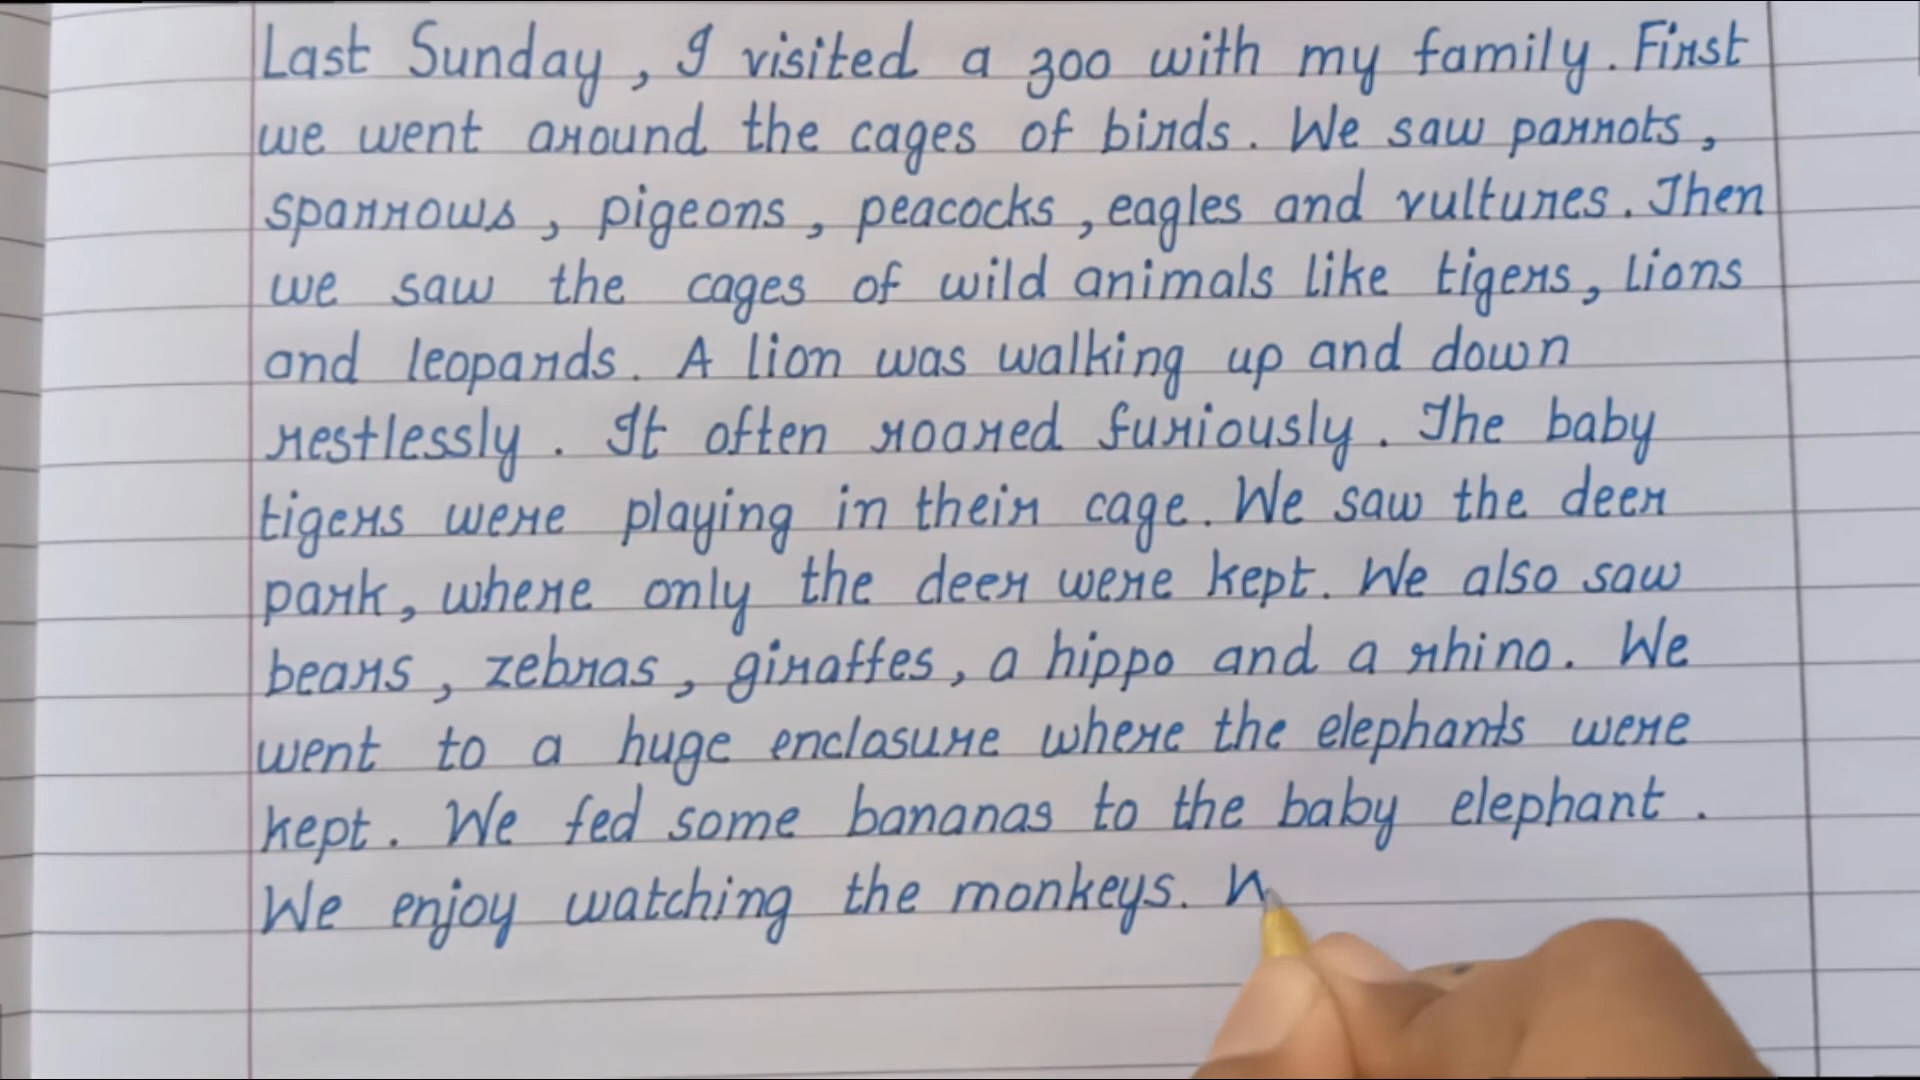 Last Sunday, I visited a zoo with my family. First
we went around the cages of birds. We saw parrots,
sparrows, pigeons, peacocks, eagles and vultures. Then
we saw the cages of wild animals like tigers, lions
and leopards. A lion was walking up and down
restlessly. It often roared furiously. The baby
tigers were playing in their cage. We saw the deer
park, where only the deer were kept. We also saw
bears, zebras, giraffes, a hippo and a rhino. We
went to a huge enclosure where the elephants were
kept. We fed some bananas to the baby elephant.
We enjoy watching the monkeys.